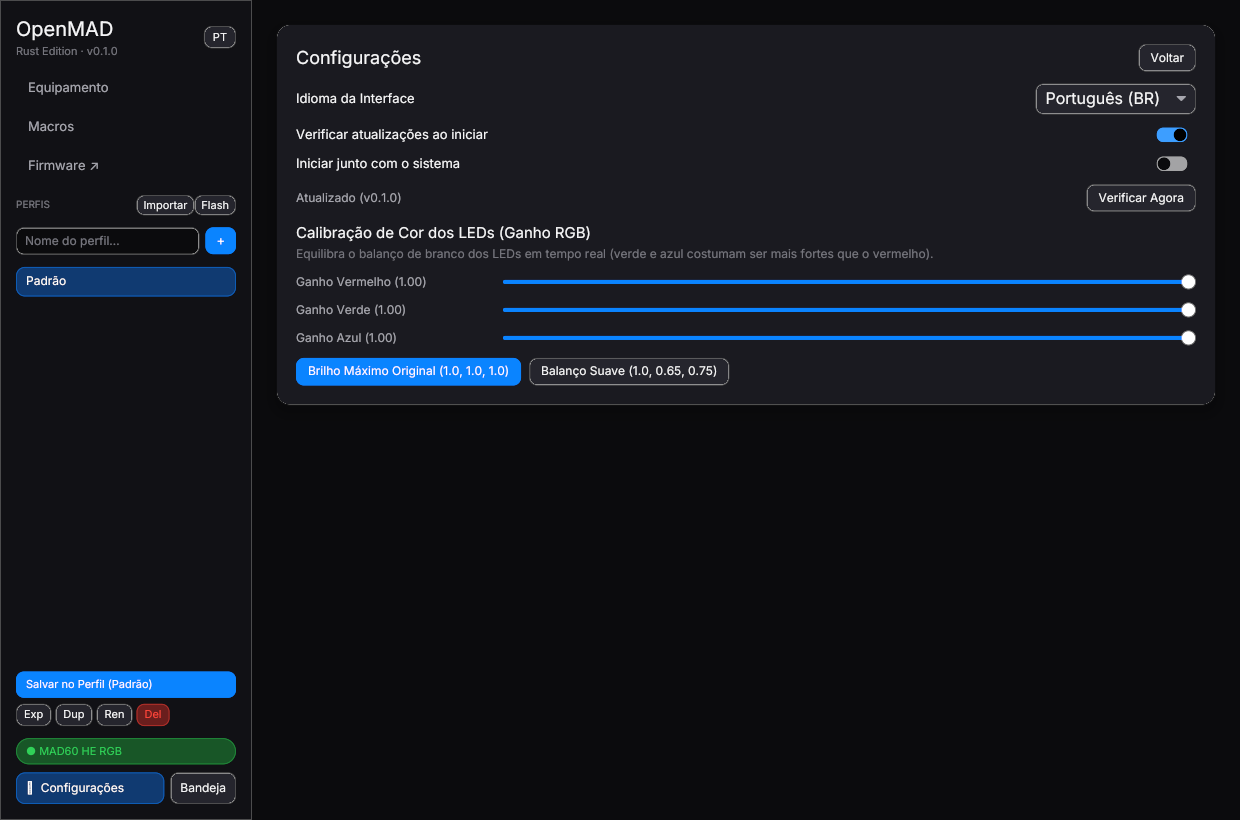 OpenMAD
PT
Rust Edition · v0.1.0
Equipamento
Macros
Firmware ↗
PERFIS
Importar
Flash
Nome do perfil...
+
Padrão
Salvar no Perfil (Padrão)
Exp
Dup
Ren
Del
MAD60 HE RGB
Configurações
Bandeja
Configurações
Voltar
Idioma da Interface
Português (BR)
Verificar atualizações ao iniciar
Iniciar junto com o sistema
Atualizado (v0.1.0)
Verificar Agora
Calibração de Cor dos LEDs (Ganho RGB)
Equilibra o balanço de branco dos LEDs em tempo real (verde e azul costumam ser mais fortes que o vermelho).
Ganho Vermelho (1.00)
Ganho Verde (1.00)
Ganho Azul (1.00)
Brilho Máximo Original (1.0, 1.0, 1.0)
Balanço Suave (1.0, 0.65, 0.75)